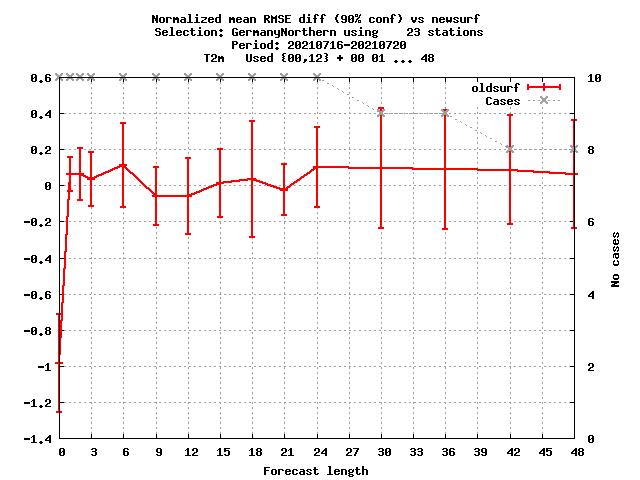 Normalized mean RMSE diff (90% conf) vs newsurf
Selection: GermanyNorthern using    23 stations
Period: 20210716-20210720
T2m   Used {00,12} + 00 01 ... 48
0.6
0.4
0.2
0
-0.2
-0.4
-0.6
-0.8
-1
-1.2
-1.4
oldsurf
Cases
10
8
6
4
2
0
No cases
0 3 6 9 12 15 18 21 24 27 30 33 36 39 42 45 48
Forecast length